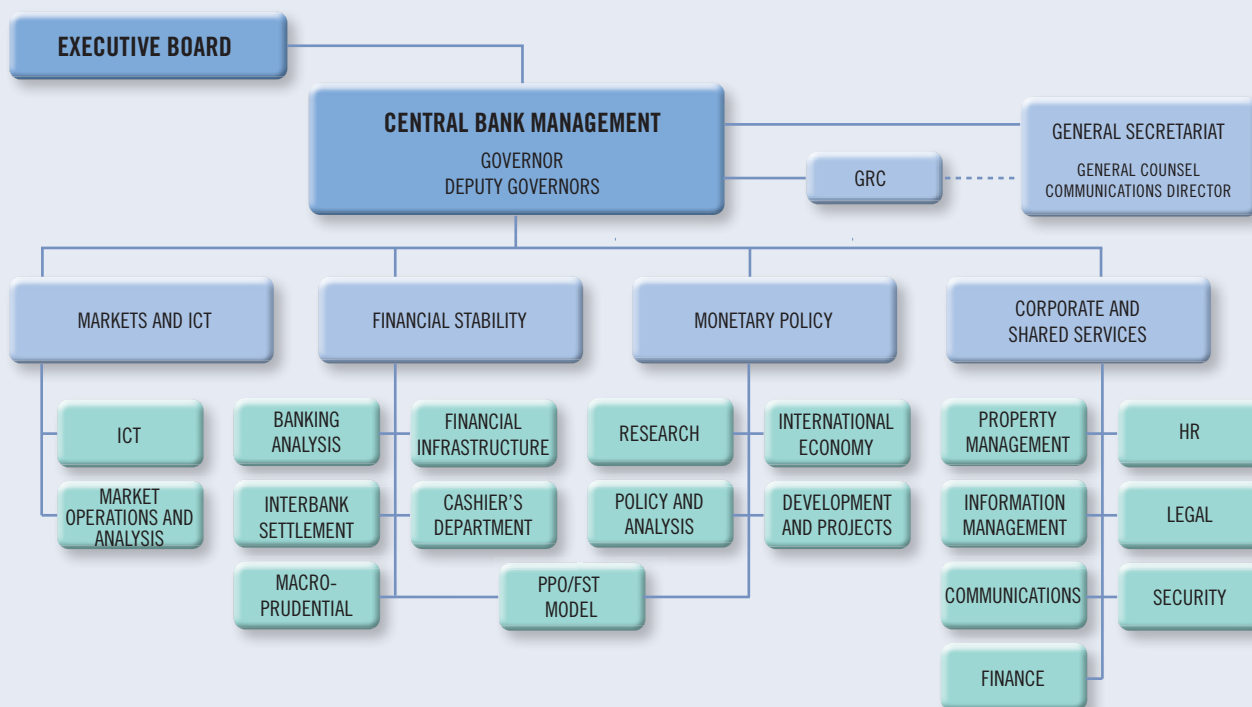 EXECUTIVE BOARD
CENTRAL BANK MANAGEMENT
GOVERNOR
DEPUTY GOVERNORS
GENERAL SECRETARIAT
GENERAL COUNSEL
COMMUNICATIONS DIRECTOR
GRC
MARKETS AND ICT
FINANCIAL STABILITY
MONETARY POLICY
CORPORATE AND
SHARED SERVICES
ICT
MARKET
OPERATIONS AND
ANALYSIS
BANKING
ANALYSIS
FINANCIAL
INFRASTRUCTURE
INTERBANK
SETTLEMENT
CASHIER'S
DEPARTMENT
MACRO-
PRUDENTIAL
PPO/FST
MODEL
RESEARCH
INTERNATIONAL
ECONOMY
POLICY AND
ANALYSIS
DEVELOPMENT
AND PROJECTS
PROPERTY
MANAGEMENT
HR
INFORMATION
MANAGEMENT
LEGAL
COMMUNICATIONS
SECURITY
FINANCE